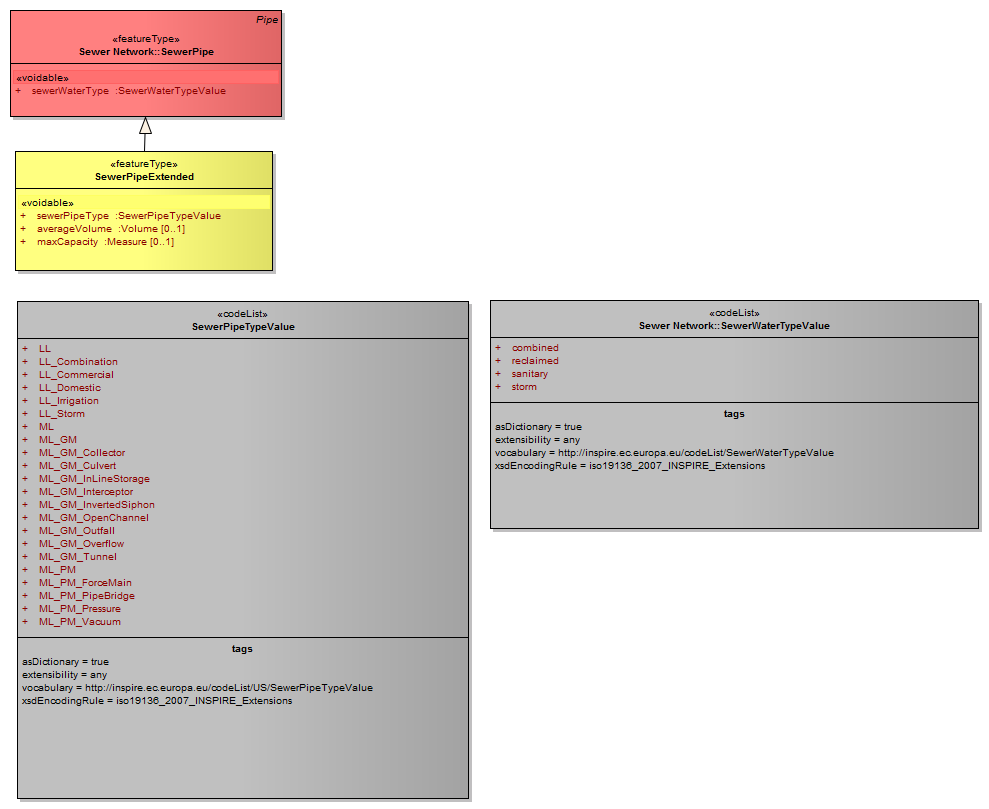 Pipe
«featureType»
Sewer Network::SewerPipe
«voidable»
+ sewerWaterType :SewerWaterTypeValue
«featureType»
SewerPipeExtended
«voidable»
+ sewerPipeType :SewerPipeTypeValue
+ averageVolume :Volume [0..1]
+ maxCapacity :Measure [0..1]
«codeList»
SewerPipeTypeValue
+ LL
+ LL_Combination
+ LL_Commercial
+ LL_Domestic
+ LL_Irrigation
+ LL_Storm
+ ML
+ ML_GM
+ ML_GM_Collector
+ ML_GM_Culvert
+ ML_GM_InLineStorage
+ ML_GM_Interceptor
+ ML_GM_InvertedSiphon
+ ML_GM_OpenChannel
+ ML_GM_Outfall
+ ML_GM_Overflow
+ ML_GM_Tunnel
+ ML_PM
+ ML_PM_ForceMain
+ ML_PM_PipeBridge
+ ML_PM_Pressure
+ ML_PM_Vacuum
tags
asDictionary = true
extensibility = any
vocabulary = http://inspire.ec.europa.eu/codeList/US/SewerPipeTypeValue
xsdEncodingRule = iso19136_2007_INSPIRE_Extensions
«codeList»
Sewer Network::SewerWaterTypeValue
+ combined
+ reclaimed
+ sanitary
+ storm
tags
asDictionary = true
extensibility = any
vocabulary = http://inspire.ec.europa.eu/codeList/SewerWaterTypeValue
xsdEncodingRule = iso19136_2007_INSPIRE_Extensions